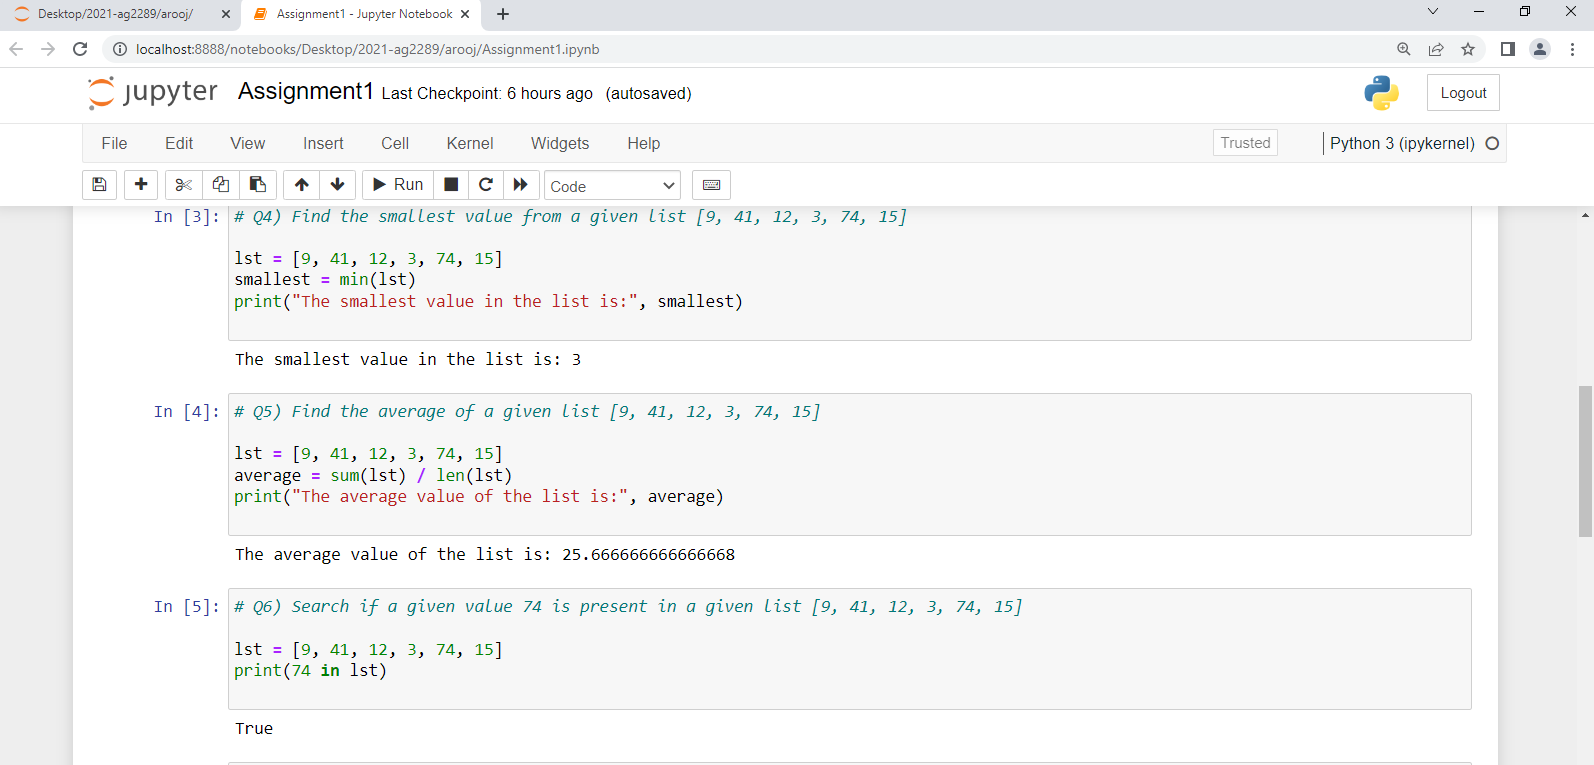 Desktop/2021-ag2289/arooj/
Assignment1 - Jupyter Notebook
localhost:8888/notebooks/Desktop/2021-ag2289/arooj/Assignment1.ipynb
jupyter Assignment1 Last Checkpoint: 6 hours ago (autosaved)
Logout
File Edit View Insert Cell Kernel Widgets Help
Trusted
Python 3 (ipykernel)
Run
Code
In [3]: # Q4) Find the smallest value from a given list [9, 41, 12, 3, 74, 15]
lst = [9, 41, 12, 3, 74, 15]
smallest = min(lst)
print("The smallest value in the list is:", smallest)
The smallest value in the list is: 3
In [4]: # Q5) Find the average of a given list [9, 41, 12, 3, 74, 15]
lst = [9, 41, 12, 3, 74, 15]
average = sum(lst) / len(lst)
print("The average value of the list is:", average)
The average value of the list is: 25.666666666666668
In [5]: # Q6) Search if a given value 74 is present in a given list [9, 41, 12, 3, 74, 15]
lst = [9, 41, 12, 3, 74, 15]
print(74 in lst)
True